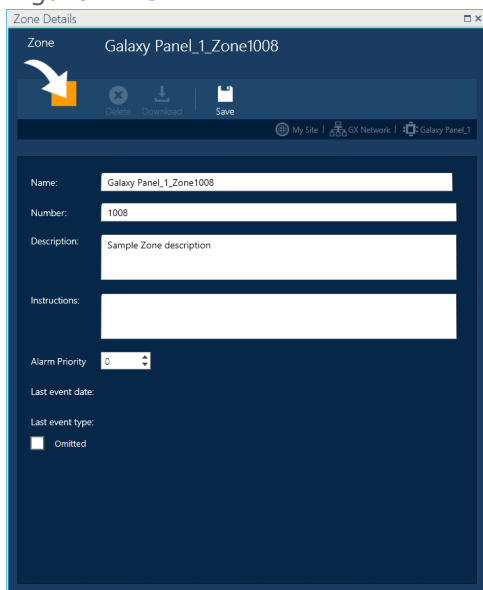 Zone Details
Zone
Galaxy Panel_1_Zone1008
Delete Download Save
My Site | GX Network | Galaxy Panel_1
Name: Galaxy Panel_1_Zone1008
Number: 1008
Description: Sample Zone description
Instructions:
Alarm Priority 0
Last event date:
Last event type:
Omitted